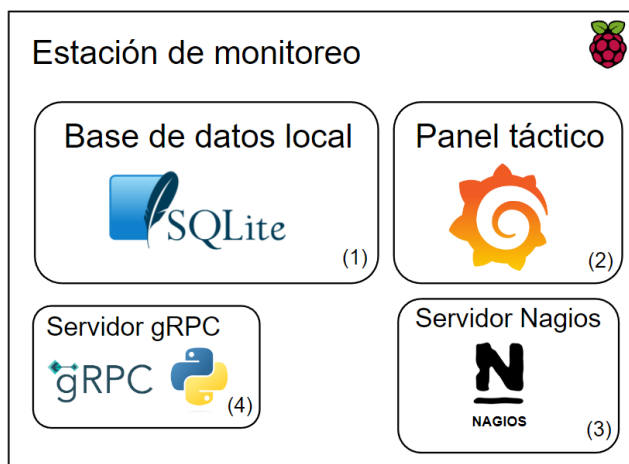 Estación de monitoreo
Base de datos local
SQLite
(1)
Panel táctico
(2)
Servidor gRPC
gRPC
(4)
Servidor Nagios
N
NAGIOS
(3)